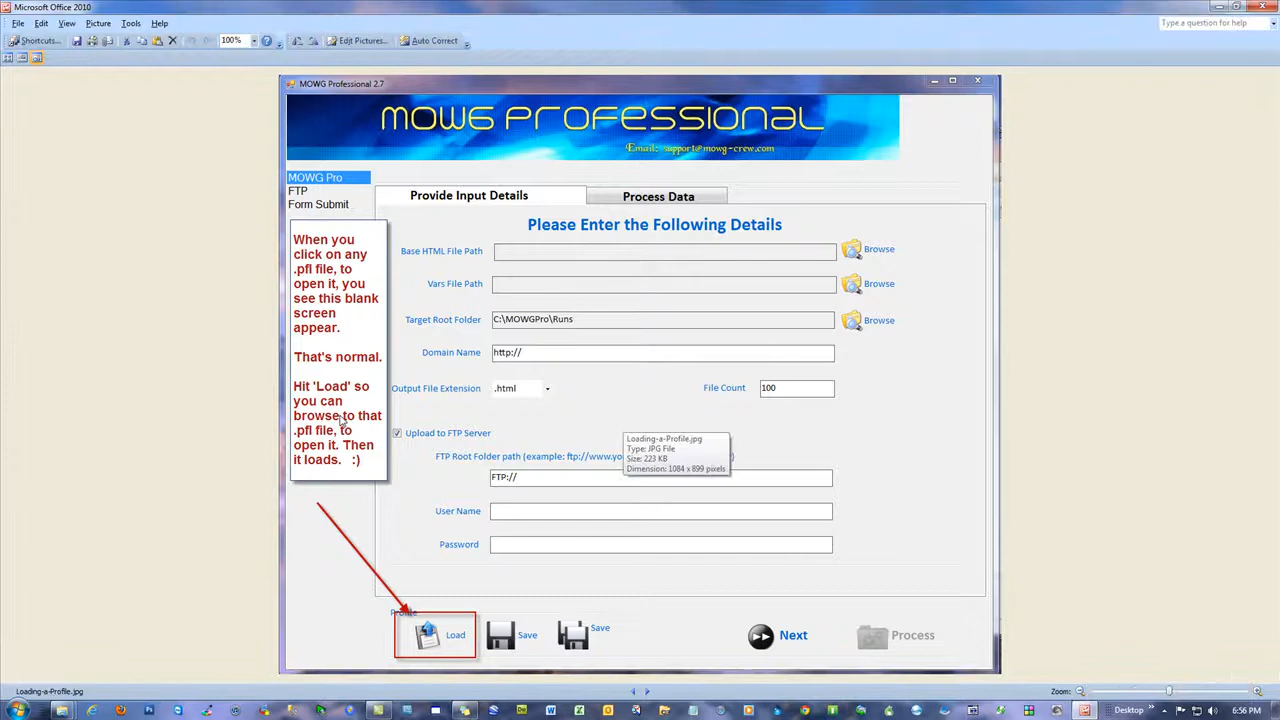 Microsoft Office 2010
File Edit View Picture Tools Help
Type a question for help
Shortcuts...
100%
Edit Pictures...
Auto Correct
MOWG Professional 2.7
MOWG PROFESSIONAL
Email: support@mowg-crew.com
MOWG Pro
FTP
Form Submit
Provide Input Details
Process Data
When you
click on any
.pfl file, to
open it, you
see this blank
screen
appear.
That's normal.
Hit 'Load' so
you can
browse to that
.pfl file, to
open it. Then
it loads. :)
Please Enter the Following Details
Base HTML File Path
Browse
Vars File Path
Browse
Target Root Folder
C:\MOWGPro\Runs
Browse
Domain Name
http://
Output File Extension
.html
File Count
100
Upload to FTP Server
FTP Root Folder path (example: ftp://www.yo
)
Loading-a-Profile.jpg
Type: JPG File
Size: 223 KB
Dimension: 1084 x 899 pixels
FTP://
User Name
Password
Profile
Load
Save
Save
Next
Process
Loading-a-Profile.jpg
Zoom:
Desktop
6:56 PM